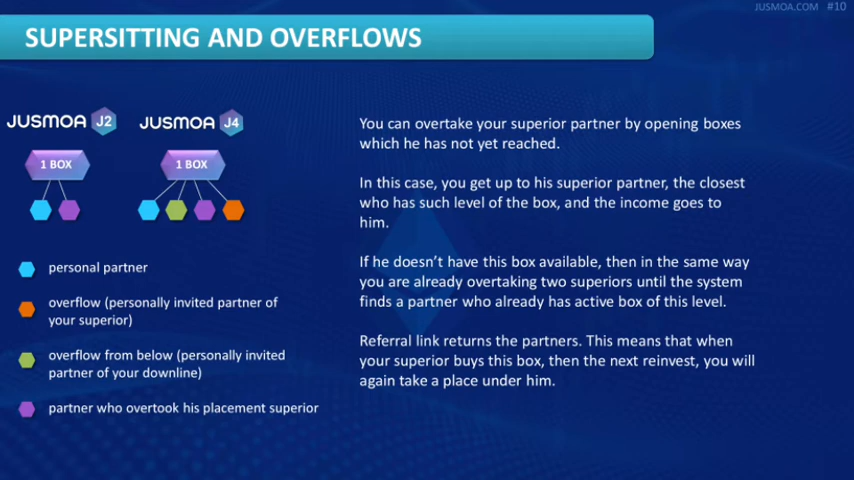 JUSMOA.COM #10
SUPERSITTING AND OVERFLOWS
JUSMOA J2
JUSMOA J4
1 BOX
1 BOX
personal partner
overflow (personally invited partner of
your superior)
overflow from below (personally invited
partner of your downline)
partner who overtook his placement superior
You can overtake your superior partner by opening boxes
which he has not yet reached.
In this case, you get up to his superior partner, the closest
who has such level of the box, and the income goes to
him.
If he doesn't have this box available, then in the same way
you are already overtaking two superiors until the system
finds a partner who already has active box of this level.
Referral link returns the partners. This means that when
your superior buys this box, then the next reinvest, you will
again take a place under him.